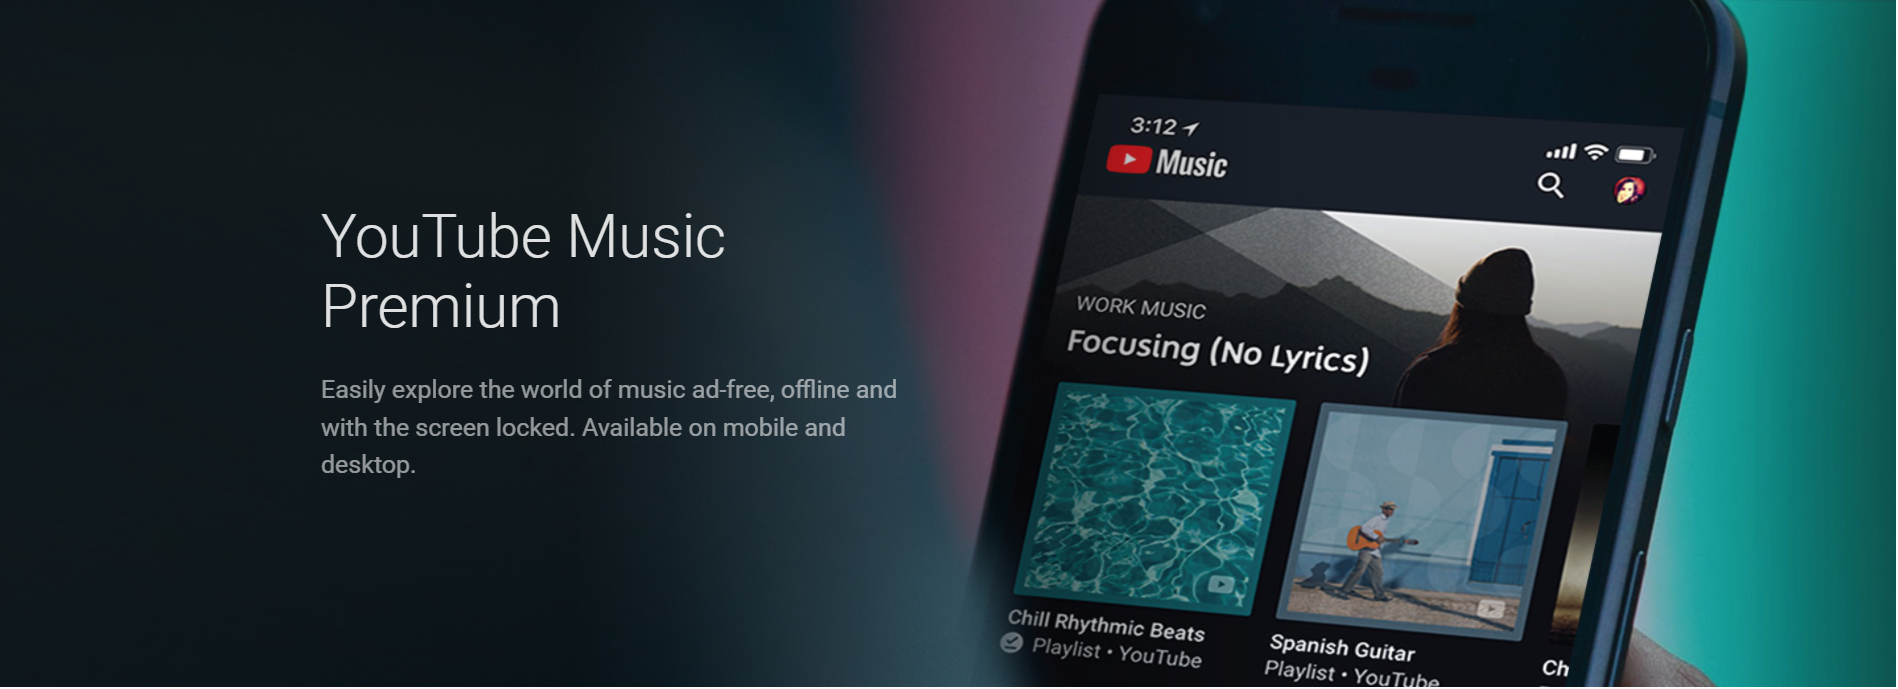 YouTube Music
Premium
Easily explore the world of music ad-free, offline and
with the screen locked. Available on mobile and
desktop.
3:12
Music
WORK MUSIC
Focusing (No Lyrics)
Chill Rhythmic Beats
Playlist • YouTube
Spanish Guitar
Playlist • YouTube
Ch